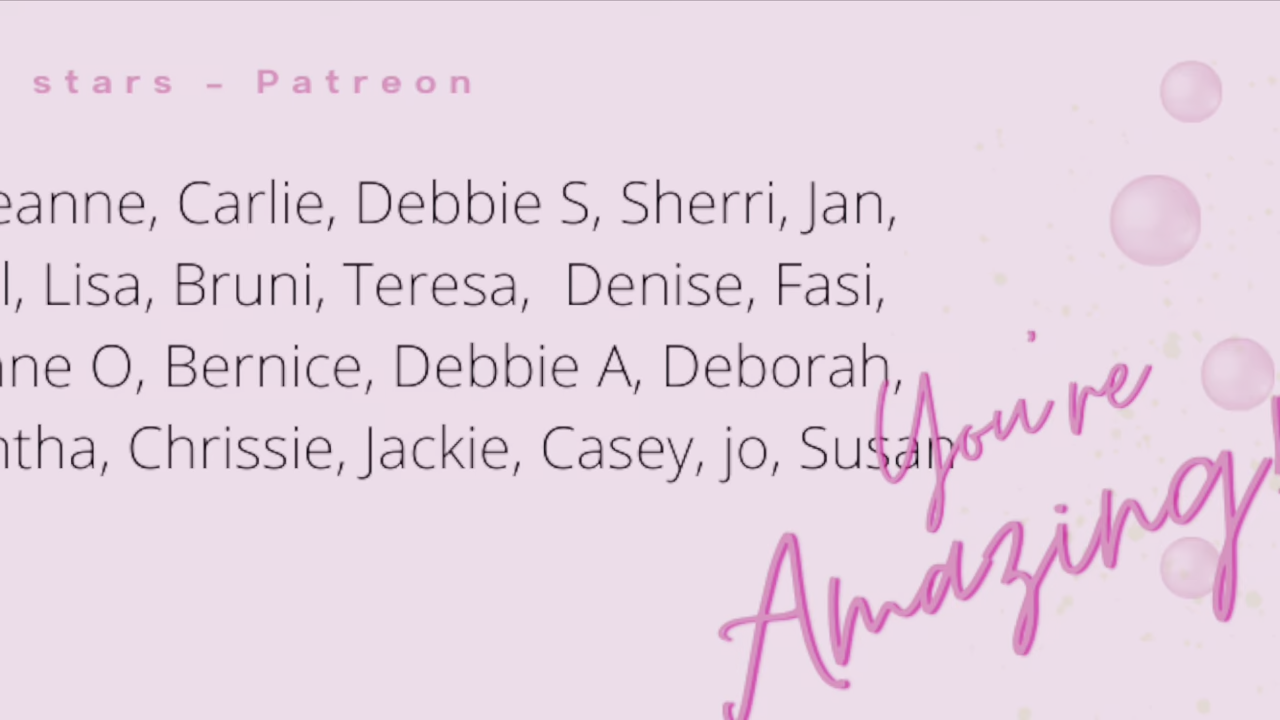 stars – Patreon
eanne, Carlie, Debbie S, Sherri, Jan,
l, Lisa, Bruni, Teresa, Denise, Fasi,
ne O, Bernice, Debbie A, Deborah,
ntha, Chrissie, Jackie, Casey, jo, Susan
You're
Amazing!